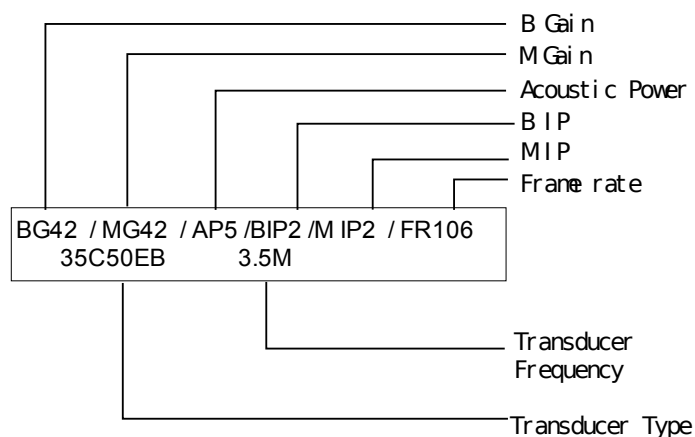 B Gain
M Gain
Acoustic Power
B IP
M IP
Frame rate
BG42 / MG42 / AP5 /BIP2 /M IP2 / FR106
35C50EB 3.5M
Transducer
Frequency
Transducer Type